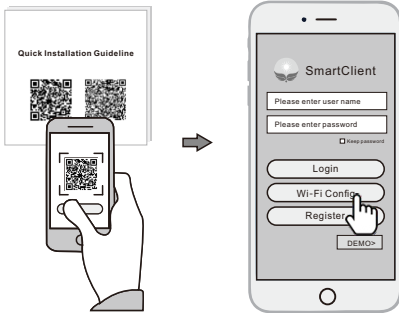 Quick Installation Guideline
SmartClient
Please enter user name
Please enter password
Keep password
Login
Wi-Fi Config
Register
DEMO>